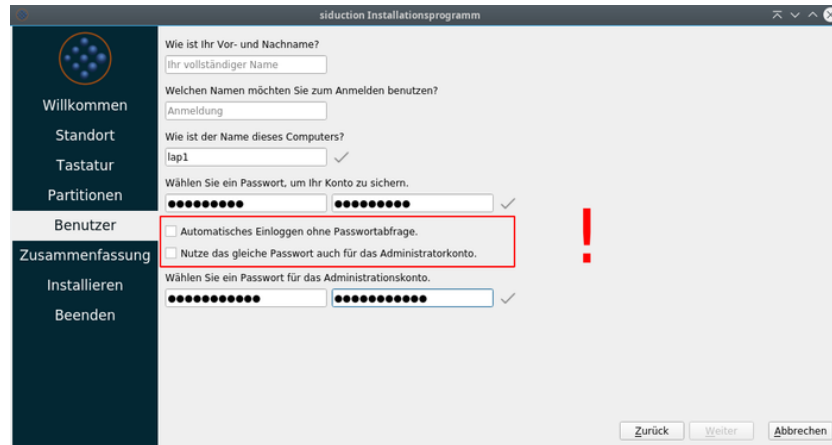 siduction Installationsprogramm
Willkommen
Standort
Tastatur
Partitionen
Benutzer
Zusammenfassung
Installieren
Beenden
Wie ist Ihr Vor- und Nachname?
Ihr vollständiger Name
Welchen Namen möchten Sie zum Anmelden benutzen?
Anmeldung
Wie ist der Name dieses Computers?
lap1
Wählen Sie ein Passwort, um Ihr Konto zu sichern.
●●●●●●●●● ●●●●●●●●●
Automatisches Einloggen ohne Passwortabfrage.
Nutze das gleiche Passwort auch für das Administratorkonto.
!
Wählen Sie ein Passwort für das Administrationskonto.
●●●●●●●●●●● ●●●●●●●●●●●
Zurück Weiter Abbrechen